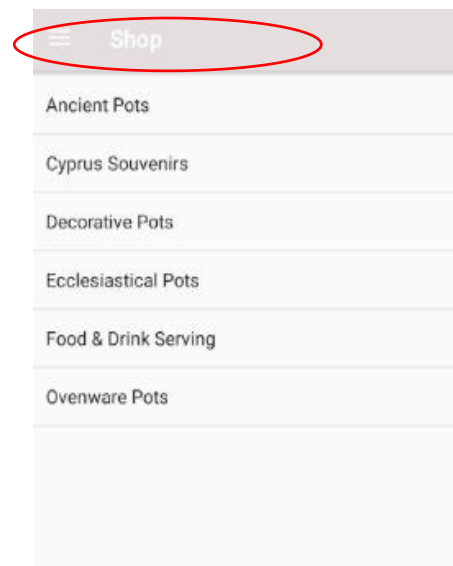 Shop
Ancient Pots
Cyprus Souvenirs
Decorative Pots
Ecclesiastical Pots
Food & Drink Serving
Ovenware Pots